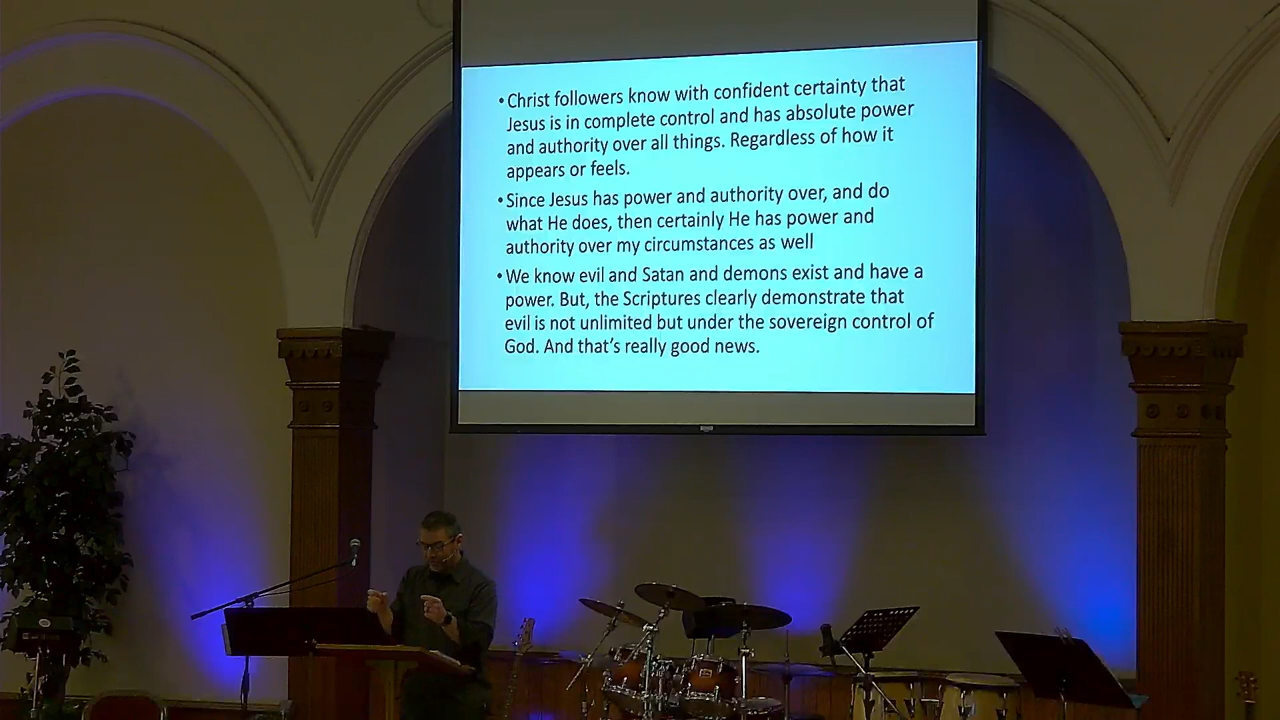 • Christ followers know with confident certainty that
Jesus is in complete control and has absolute power
and authority over all things. Regardless of how it
appears or feels.
• Since Jesus has power and authority over, and do
what He does, then certainly He has power and
authority over my circumstances as well
• We know evil and Satan and demons exist and have a
power. But, the Scriptures clearly demonstrate that
evil is not unlimited but under the sovereign control of
God. And that's really good news.